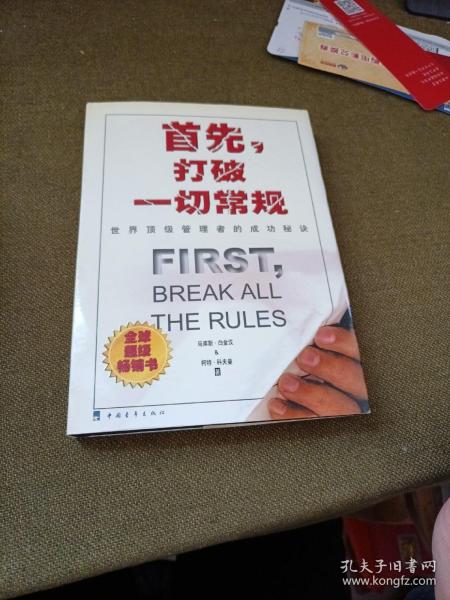 首先,
打破
一切常规
世界顶级管理者的成功秘诀
FIRST,
BREAK ALL
THE RULES
马库斯·白金汉
&
柯特·科夫曼
著
全球
超级
畅销书
中国青年出版社
孔夫子旧书网
www.kongfz.com